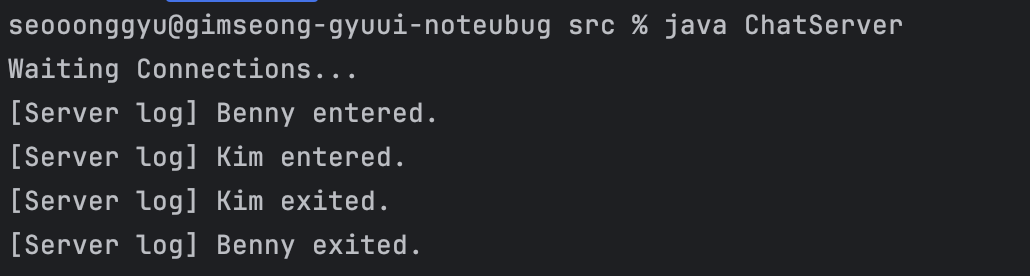 seooonggyu@gimseong-gyuui-noteubug src % java ChatServer
Waiting Connections...
[Server log] Benny entered.
[Server log] Kim entered.
[Server log] Kim exited.
[Server log] Benny exited.